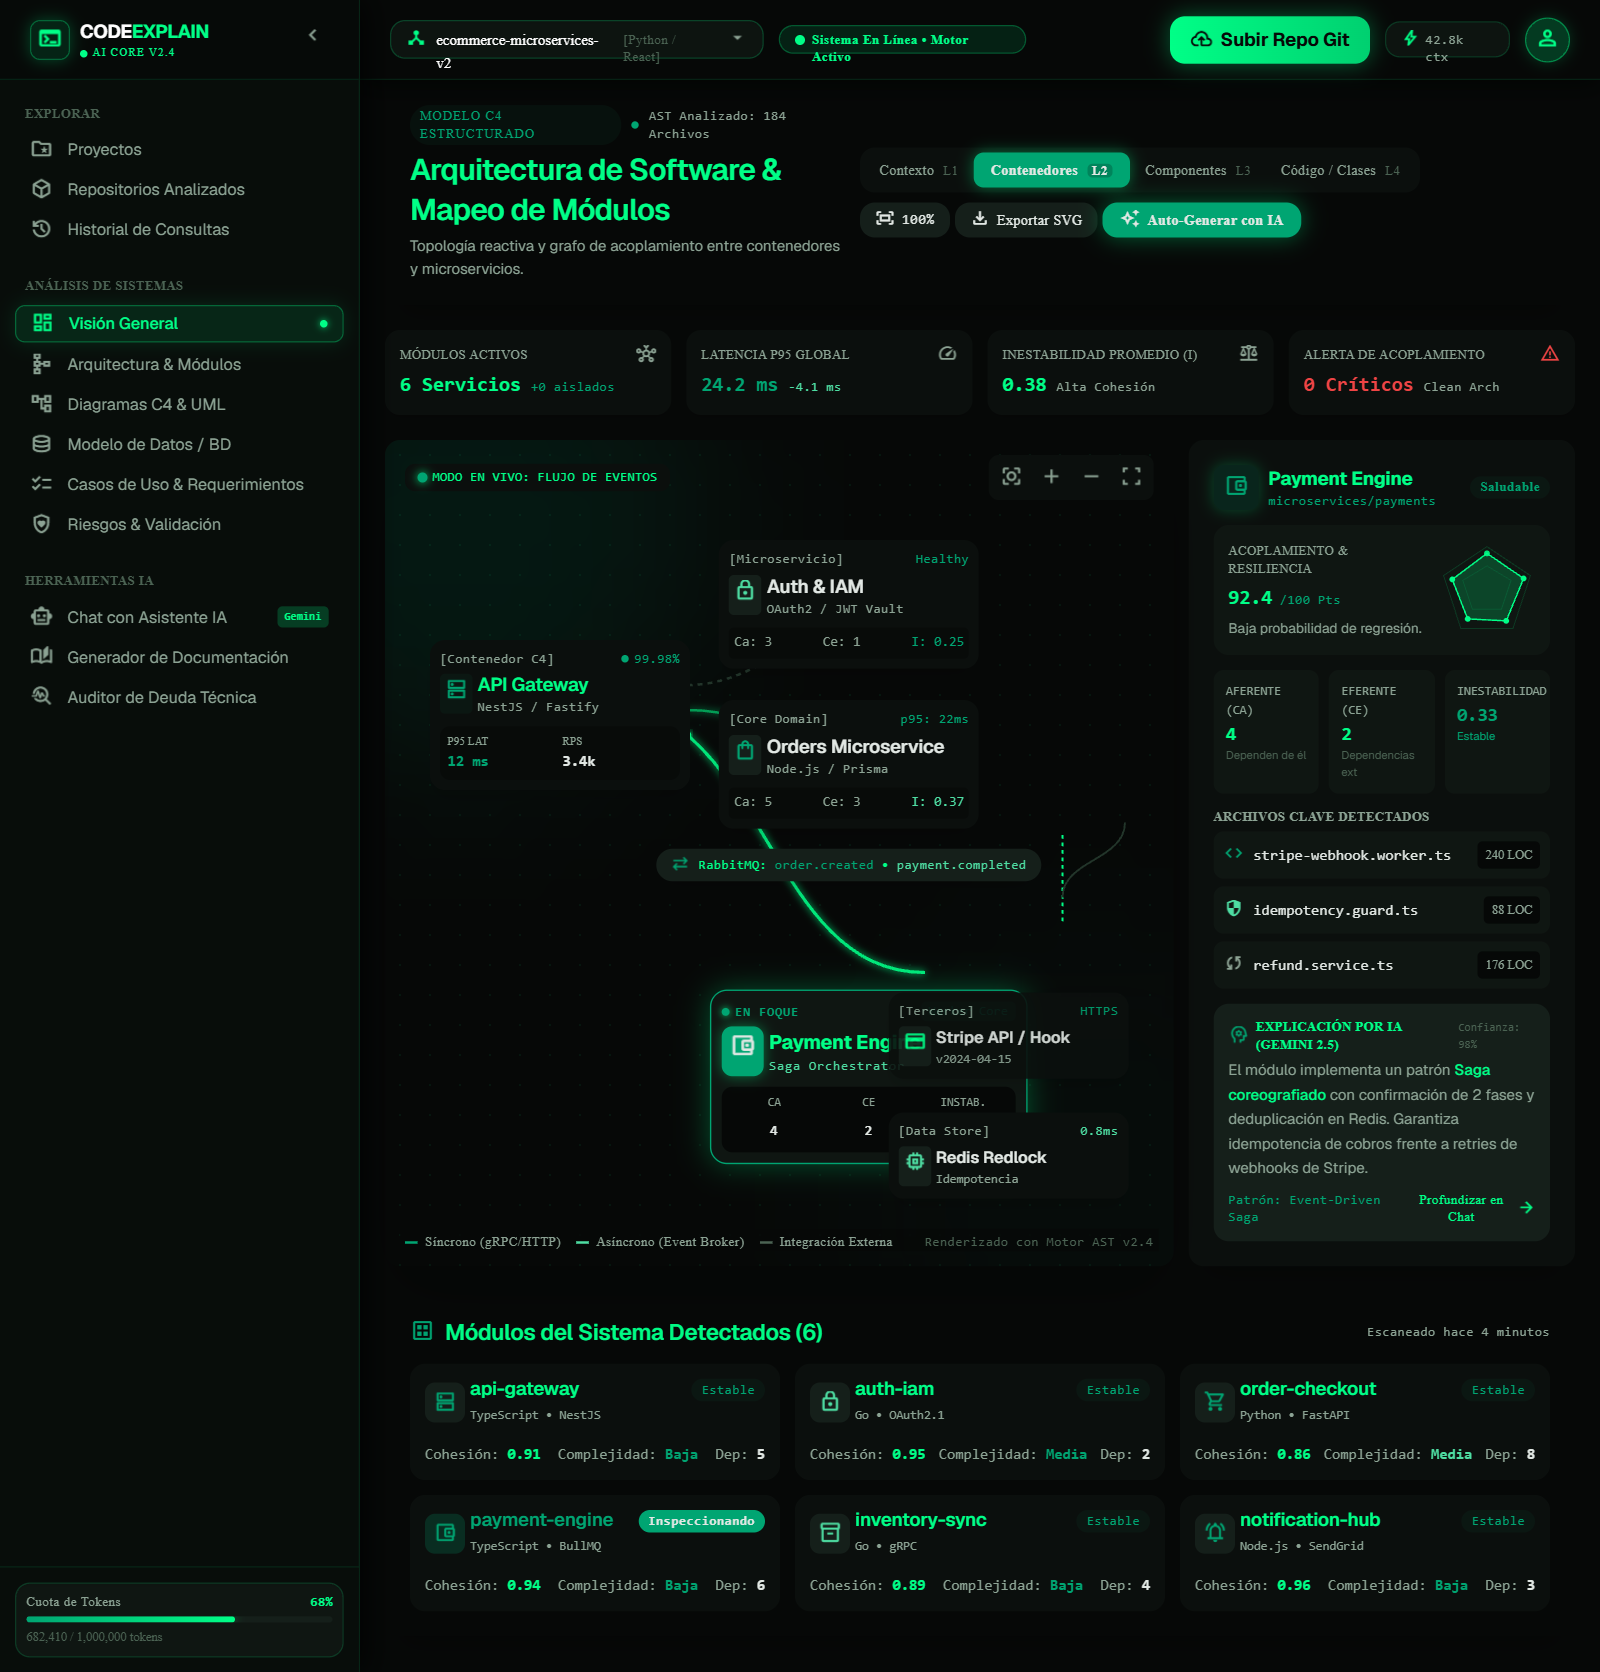 CODEEXPLAIN
AI CORE V2.4
ecommerce-microservices-
v2
[Python /
React]
Sistema En Línea • Motor
Activo
Subir Repo Git
42.8k
ctx
EXPLORAR
Proyectos
Repositorios Analizados
Historial de Consultas
ANÁLISIS DE SISTEMAS
Visión General
Arquitectura & Módulos
Diagramas C4 & UML
Modelo de Datos / BD
Casos de Uso & Requerimientos
Riesgos & Validación
HERRAMIENTAS IA
Chat con Asistente IA Gemini
Generador de Documentación
Auditor de Deuda Técnica
Cuota de Tokens 68%
682,410 / 1,000,000 tokens
MODELO C4
ESTRUCTURADO
AST Analizado: 184
Archivos
Arquitectura de Software &
Mapeo de Módulos
Topología reactiva y grafo de acoplamiento entre contenedores
y microservicios.
Contexto L1 Contenedores L2 Componentes L3 Código / Clases L4
100% Exportar SVG Auto-Generar con IA
MÓDULOS ACTIVOS
6 Servicios +0 aislados
LATENCIA P95 GLOBAL
24.2 ms -4.1 ms
INESTABILIDAD PROMEDIO (I)
0.38 Alta Cohesión
ALERTA DE ACOPLAMIENTO
0 Críticos Clean Arch
MODO EN VIVO: FLUJO DE EVENTOS
[Microservicio] Healthy
Auth & IAM
OAuth2 / JWT Vault
Ca: 3 Ce: 1 I: 0.25
[Contenedor C4] 99.98%
API Gateway
NestJS / Fastify
P95 LAT RPS
12 ms 3.4k
[Core Domain] p95: 22ms
Orders Microservice
Node.js / Prisma
Ca: 5 Ce: 3 I: 0.37
RabbitMQ: order.created • payment.completed
EN FOQUE
Payment Engi
Saga Orchestrat
CA CE INSTAB.
4 2
[Terceros] HTTPS
Stripe API / Hook
v2024-04-15
[Data Store] 0.8ms
Redis Redlock
Idempotencia
Síncrono (gRPC/HTTP) Asíncrono (Event Broker) Integración Externa Renderizado con Motor AST v2.4
Payment Engine
microservices/payments
Saludable
ACOPLAMIENTO &
RESILIENCIA
92.4 /100 Pts
Baja probabilidad de regresión.
AFERENTE
(CA)
4
Dependen de él
EFERENTE
(CE)
2
Dependencias
ext
INESTABILIDAD
0.33
Estable
ARCHIVOS CLAVE DETECTADOS
stripe-webhook.worker.ts 240 LOC
idempotency.guard.ts 88 LOC
refund.service.ts 176 LOC
EXPLICACIÓN POR IA
(GEMINI 2.5)
Confianza:
98%
El módulo implementa un patrón Saga
coreografiado con confirmación de 2 fases y
deduplicación en Redis. Garantiza
idempotencia de cobros frente a retries de
webhooks de Stripe.
Patrón: Event-Driven
Saga
Profundizar en
Chat
Módulos del Sistema Detectados (6)
Escaneado hace 4 minutos
api-gateway Estable
TypeScript • NestJS
Cohesión: 0.91 Complejidad: Baja Dep: 5
auth-iam Estable
Go • OAuth2.1
Cohesión: 0.95 Complejidad: Media Dep: 2
order-checkout Estable
Python • FastAPI
Cohesión: 0.86 Complejidad: Media Dep: 8
payment-engine Inspeccionando
TypeScript • BullMQ
Cohesión: 0.94 Complejidad: Baja Dep: 6
inventory-sync Estable
Go • gRPC
Cohesión: 0.89 Complejidad: Baja Dep: 4
notification-hub Estable
Node.js • SendGrid
Cohesión: 0.96 Complejidad: Baja Dep: 3